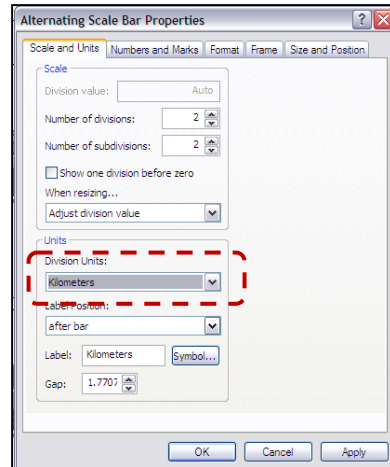 Alternating Scale Bar Properties
Scale and Units Numbers and Marks Format Frame Size and Position
Scale
Division value: Auto
Number of divisions: 2
Number of subdivisions: 2
Show one division before zero
When resizing...
Adjust division value
Units
Division Units:
Kilometers
Label Position:
after bar
Label: Kilometers Symbol...
Gap: 1.7707
OK Cancel Apply